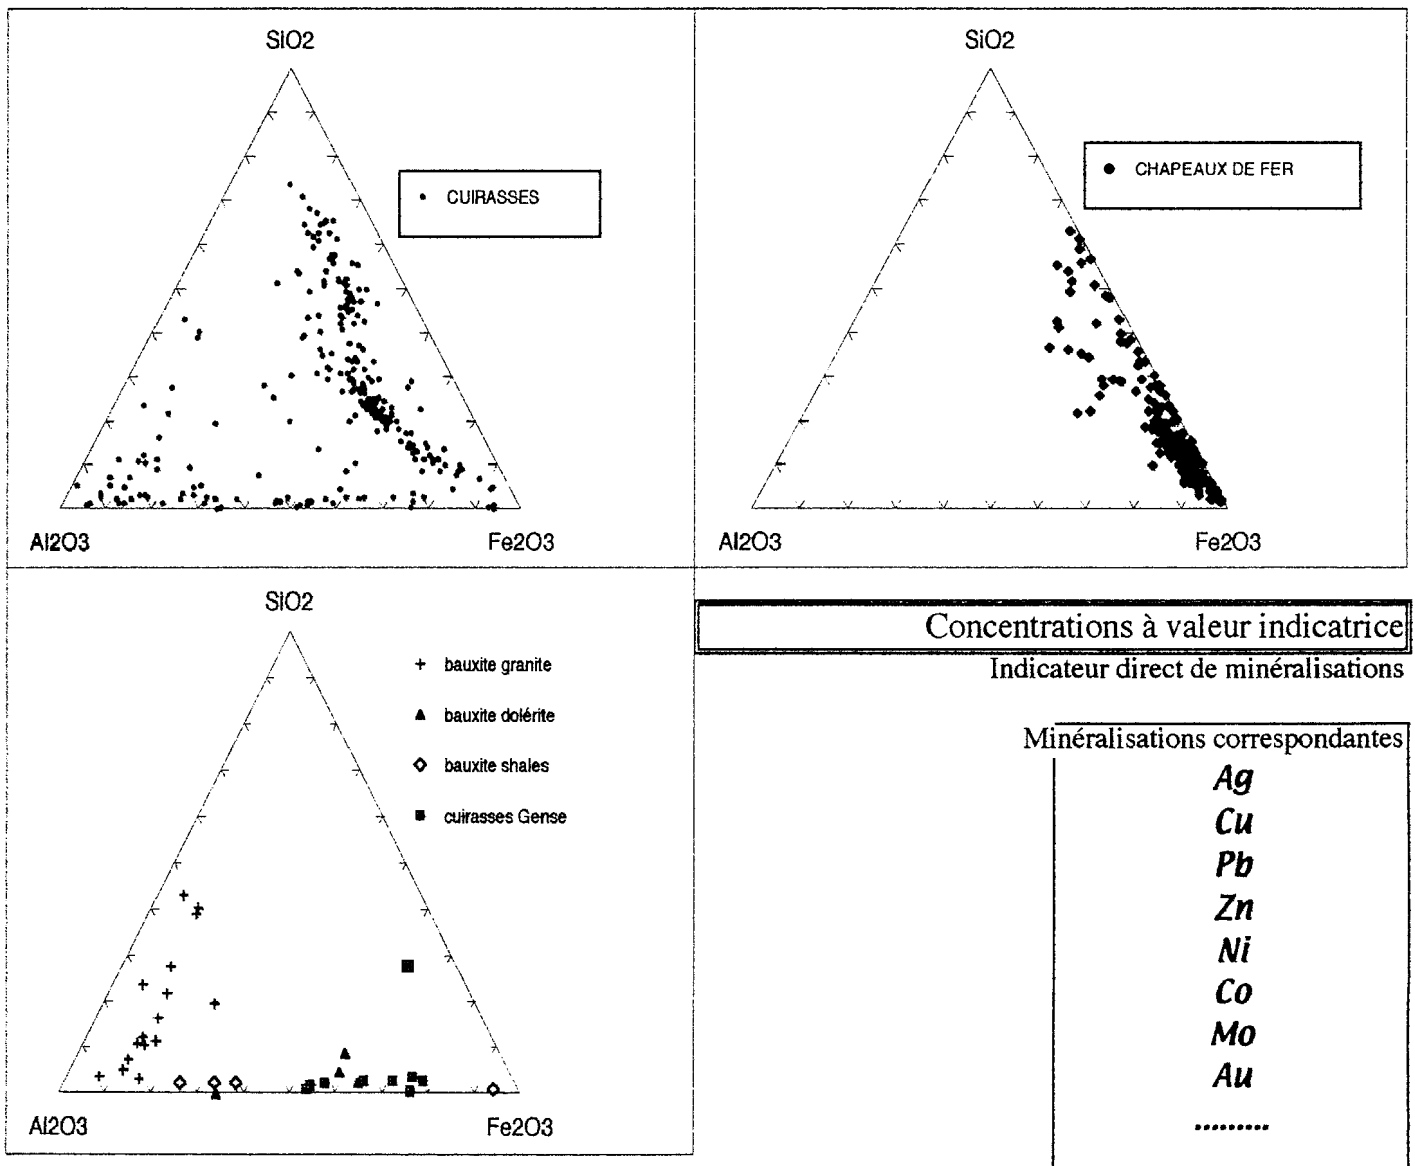 SiO2
CUIRASSES
Al2O3
Fe2O3
SiO2
CHAPEAUX DE FER
Al2O3
Fe2O3
SiO2
bauxite granite
bauxite dolérite
bauxite shales
cuirasses Gense
Al2O3
Fe2O3
Concentrations à valeur indicatrice
Indicateur direct de minéralisations
Minéralisations correspondantes
Ag
Cu
Pb
Zn
Ni
Co
Mo
Au
.........